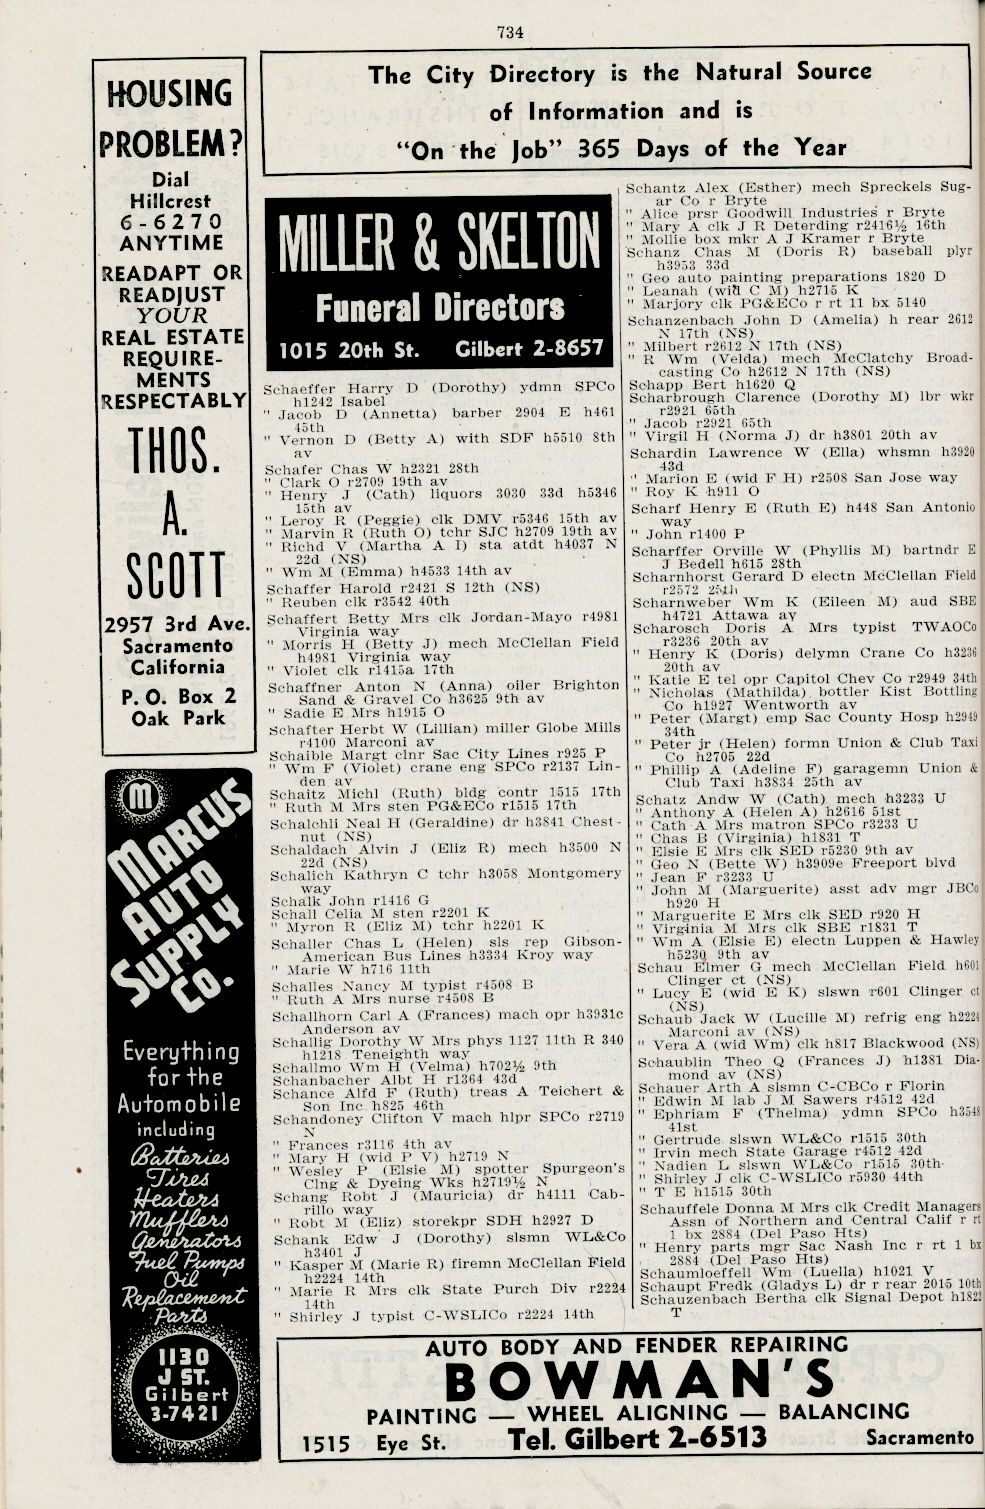 734
HOUSING
PROBLEM?
Dial
Hillcrest
6-6270
ANYTIME
READAPT OR
READJUST
YOUR
REAL ESTATE
REQUIRE-
MENTS
RESPECTABLY
THOS.
A.
SCOTT
2957 3rd Ave.
Sacramento
California
P. O. Box 2
Oak Park
M
MARCUS
AUTO
SUPPLY
CO.
Everything
for the
Automobile
including
Batteries
Tires
Heaters
Mufflers
Generators
Fuel Pumps
Oil
Replacement
Parts
1130
J ST.
Gilbert
3-7421
The City Directory is the Natural Source
of Information and is
"On the Job" 365 Days of the Year
MILLER & SKELTON
Funeral Directors
1015 20th St. Gilbert 2-8657
Schaeffer Harry D (Dorothy) ydmn SPCo
h1242 Isabel
" Jacob D (Annetta) barber 2904 E h461
45th
" Vernon D (Betty A) with SDF h5510 8th
av
Schafer Chas W h2321 28th
" Clark O r2709 19th av
" Henry J (Cath) liquors 3030 33d h5346
15th av
" Leroy R (Peggie) clk DMV r5346 15th av
" Marvin R (Ruth O) tchr SJC h2709 19th av
" Richd V (Martha A I) sta atdt h4037 N
22d (NS)
" Wm M (Emma) h4533 14th av
Schaffer Harold r2421 S 12th (NS)
" Reuben clk r3542 40th
Schaffert Betty Mrs clk Jordan-Mayo r4981
Virginia way
" Morris H (Betty J) mech McClellan Field
h4981 Virginia way
" Violet clk r1415a 17th
Schaffner Anton N (Anna) oiler Brighton
Sand & Gravel Co h3625 9th av
" Sadie E Mrs h1915 O
Schafter Herbt W (Lillian) miller Globe Mills
r4100 Marconi av
Schaible Margt clnr Sac City Lines r925 P
" Wm F (Violet) crane eng SPCo r2137 Lin-
den av
Schaitz Michl (Ruth) bldg contr 1515 17th
" Ruth M Mrs sten PG&ECo r1515 17th
Schalchli Neal H (Geraldine) dr h3841 Chest-
nut (NS)
Schaldach Alvin J (Eliz R) mech h3500 N
22d (NS)
Schalich Kathryn C tchr h3058 Montgomery
way
Schalk John r1416 G
Schall Celia M sten r2201 K
" Myron R (Eliz M) tchr h2201 K
Schaller Chas L (Helen) sls rep Gibson-
American Bus Lines h3334 Kroy way
" Marie W h716 11th
Schalles Nancy M typist r4508 B
" Ruth A Mrs nurse r4508 B
Schallhorn Carl A (Frances) mach opr h3931c
Anderson av
Schallig Dorothy W Mrs phys 1127 11th R 340
h1218 Teneighth way
Schallmo Wm H (Velma) h702½ 9th
Schanbacher Albt H r1364 43d
Schance Alfd F (Ruth) treas A Teichert &
Son Inc h825 46th
Schandoney Clifton V mach hlpr SPCo r2719
N
" Frances r3116 4th av
" Mary H (wid P V) h2719 N
" Wesley P (Elsie M) spotter Spurgeon's
Clng & Dyeing Wks h2719½ N
Schang Robt J (Mauricia) dr h4111 Cab-
rillo way
" Robt M (Eliz) storekpr SDH h2927 D
Schank Edw J (Dorothy) slsmn WL&Co
h3401 J
" Kasper M (Marie R) firemn McClellan Field
h2224 14th
" Marie R Mrs clk State Purch Div r2224
14th
" Shirley J typist C-WSLICo r2224 14th
Schantz Alex (Esther) mech Spreckels Sug-
ar Co r Bryte
" Alice prsr Goodwill Industries r Bryte
" Mary A clk J R Deterding r2416½ 16th
" Mollie box mkr A J Kramer r Bryte
Schanz Chas M (Doris R) baseball plyr
h3953 33d
" Geo auto painting preparations 1820 D
" Leanah (wid C M) h2715 K
" Marjory clk PG&ECo r rt 11 bx 5140
Schanzenbach John D (Amelia) h rear 2612
N 17th (NS)
" Milbert r2612 N 17th (NS)
" R Wm (Velda) mech McClatchy Broad-
casting Co h2612 N 17th (NS)
Schapp Bert h1620 Q
Scharbrough Clarence (Dorothy M) lbr wkr
r2921 65th
" Jacob r2921 65th
" Virgil H (Norma J) dr h3801 20th av
Schardin Lawrence W (Ella) whsmn h3920
43d
" Marion E (wid F H) r2508 San Jose way
" Roy K h911 O
Scharf Henry E (Ruth E) h448 San Antonio
way
" John r1400 P
Scharffer Orville W (Phyllis M) bartndr E
J Bedell h615 28th
Scharnhorst Gerard D electn McClellan Field
r2572 25th
Scharnweber Wm K (Eileen M) aud SBE
h4721 Attawa av
Scharosch Doris A Mrs typist TWAOCo
r3236 20th av
" Henry K (Doris) delymn Crane Co h3236
20th av
" Katie E tel opr Capitol Chev Co r2949 34th
" Nicholas (Mathilda) bottler Kist Bottling
Co h1927 Wentworth av
" Peter (Margt) emp Sac County Hosp h2949
34th
" Peter jr (Helen) formn Union & Club Taxi
Co h2705 22d
" Phillip A (Adeline F) garagemn Union &
Club Taxi h3834 25th av
Schatz Andw W (Cath) mech h3233 U
" Anthony A (Helen A) h2616 51st
" Cath A Mrs matron SPCo r3233 U
" Chas B (Virginia) h1831 T
" Elsie E Mrs clk SED r5230 9th av
" Geo N (Bette W) h3909e Freeport blvd
" Jean F r3233 U
" John M (Marguerite) asst adv mgr JBCo
h920 H
" Marguerite E Mrs clk SED r920 H
" Virginia M Mrs clk SBE r1831 T
" Wm A (Elsie E) electn Luppen & Hawley
h5230 9th av
Schau Elmer G mech McClellan Field h601
Clinger ct (NS)
" Lucy E (wid E K) slswn r601 Clinger ct
(NS)
Schaub Jack W (Lucille M) refrig eng h2224
Marconi av (NS)
" Vera A (wid Wm) clk h817 Blackwood (NS)
Schaublin Theo Q (Frances J) h1381 Dia-
mond av (NS)
Schauer Arth A slsmn C-CBCo r Florin
" Edwin M lab J M Sawers r4512 42d
" Ephriam F (Thelma) ydmn SPCo h3548
41st
" Gertrude slswn WL&Co r1515 30th
" Irvin mech State Garage r4512 42d
" Nadien L slswn WL&Co r1515 30th
" Shirley J clk C-WSLICo r5930 44th
" T E h1515 30th
Schauffele Donna M Mrs clk Credit Managers
Assn of Northern and Central Calif r rt
1 bx 2884 (Del Paso Hts)
" Henry parts mgr Sac Nash Inc r rt 1 bx
2884 (Del Paso Hts)
Schaumloeffell Wm (Luella) h1021 V
Schaupt Fredk (Gladys L) dr r rear 2015 10th
Schauzenbach Bertha clk Signal Depot h1822
T
AUTO BODY AND FENDER REPAIRING
BOWMAN'S
PAINTING — WHEEL ALIGNING — BALANCING
1515 Eye St. Tel. Gilbert 2-6513 Sacramento